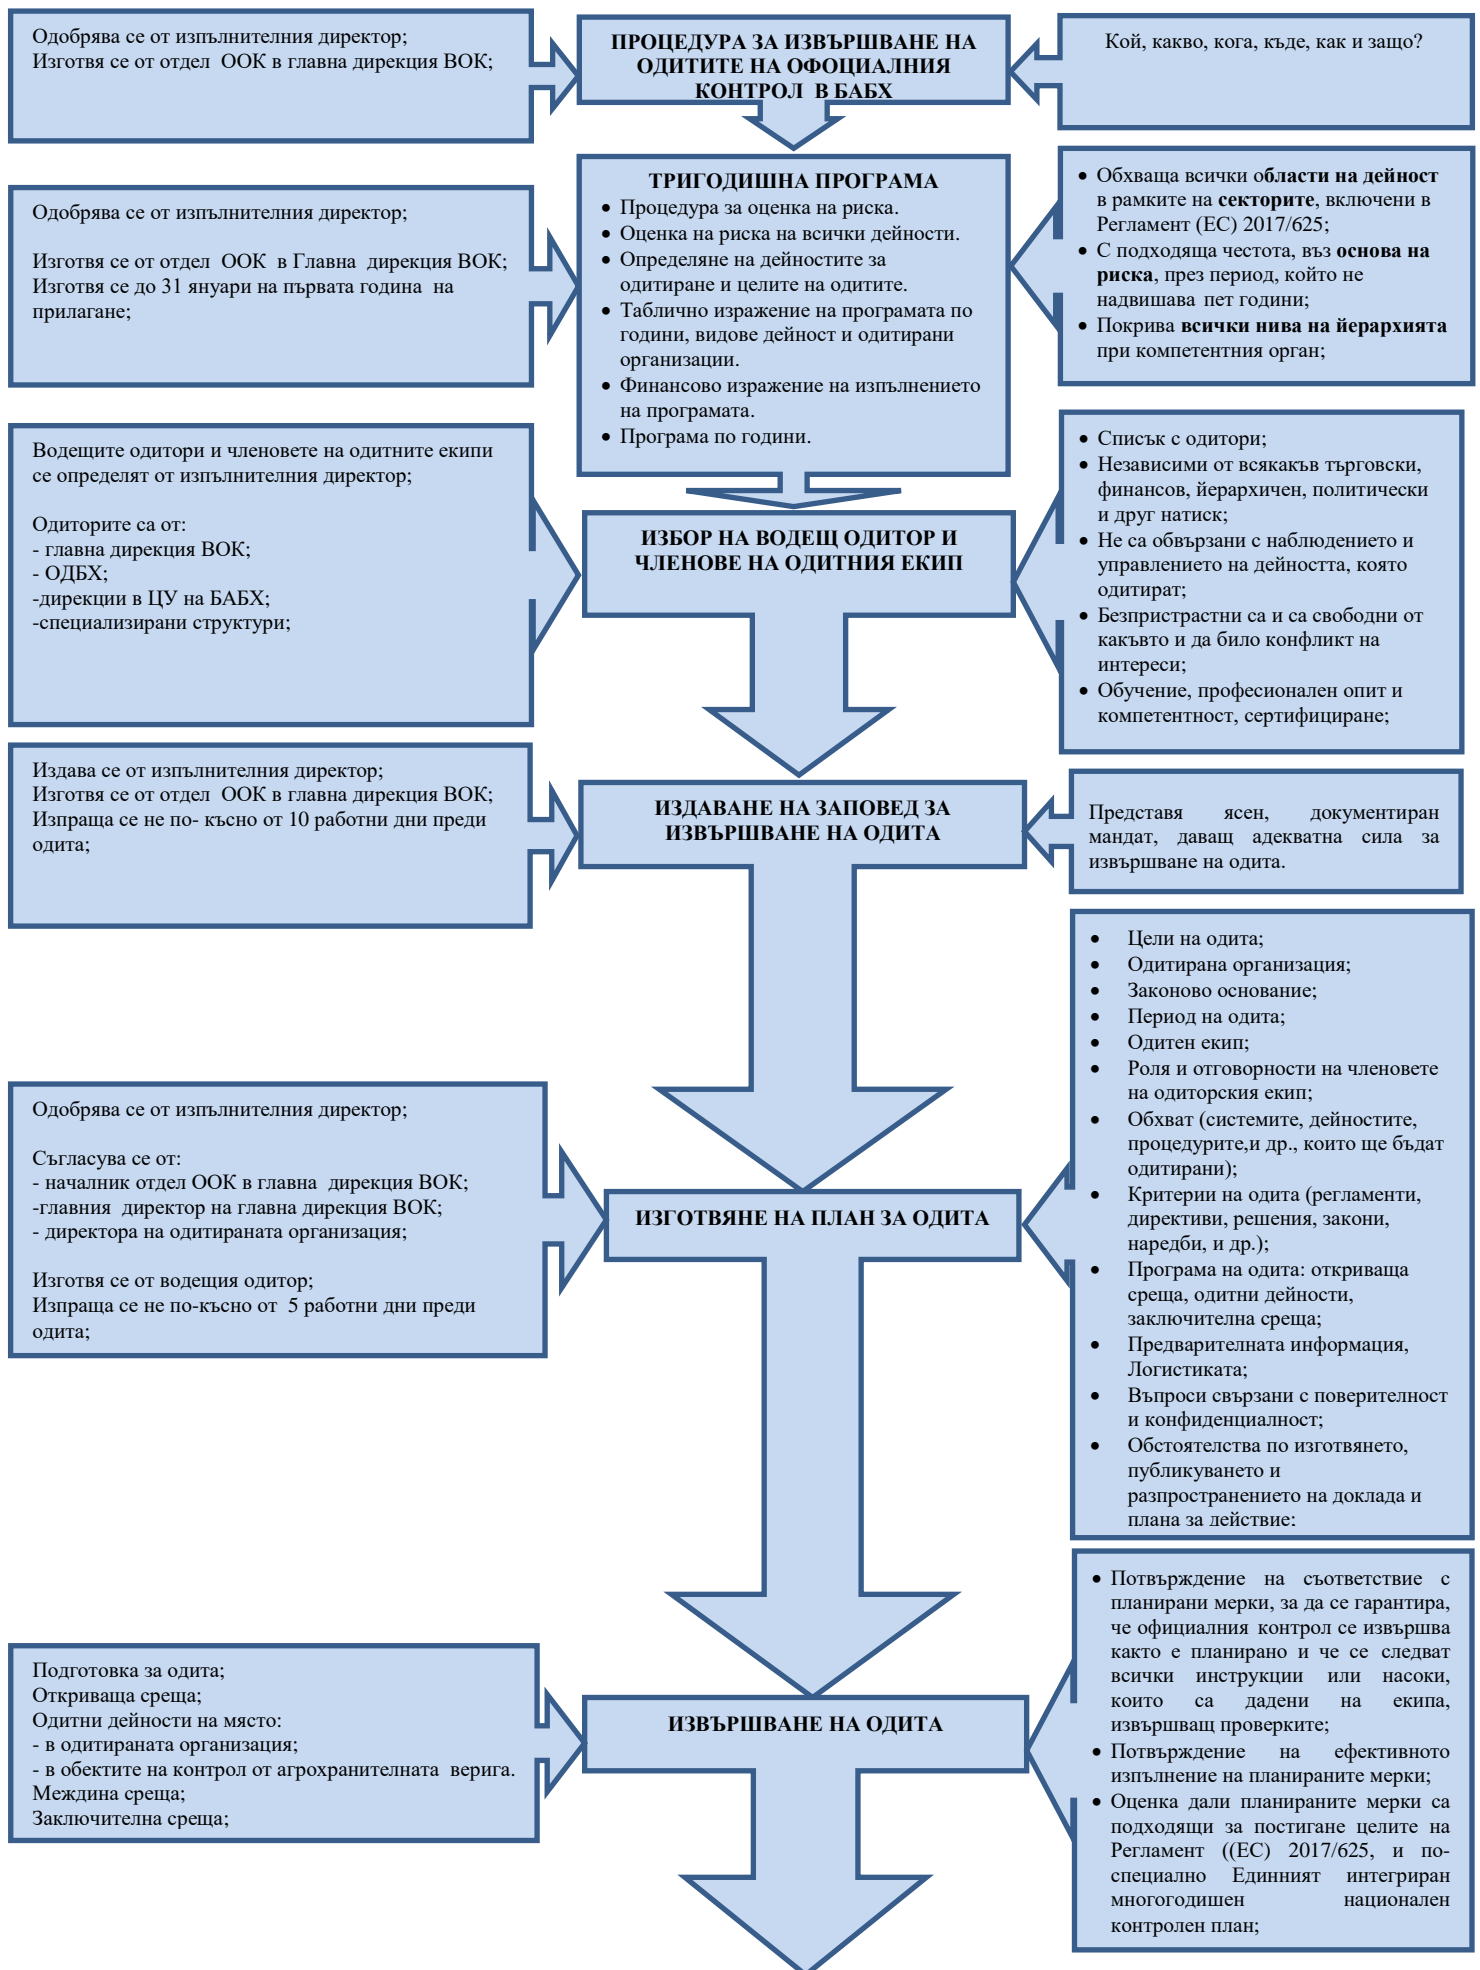 Одобрява се от изпълнителния директор;
Изготвя се от отдел ООК в главна дирекция ВОК;
ПРОЦЕДУРА ЗА ИЗВЪРШВАНЕ НА
ОДИТИТЕ НА ОФОЦИАЛНИЯ
КОНТРОЛ В БАБХ
Кой, какво, кога, къде, как и защо?
Одобрява се от изпълнителния директор;
Изготвя се от отдел ООК в Главна дирекция ВОК;
Изготвя се до 31 януари на първата година на
прилагане;
ТРИГОДИШНА ПРОГРАМА
• Процедура за оценка на риска.
• Оценка на риска на всички дейности.
• Определяне на дейностите за
одитиране и целите на одитите.
• Таблично изражение на програмата по
години, видове дейност и одитирани
организации.
• Финансово изражение на изпълнението
на програмата.
• Програма по години.
• Обхваща всички области на дейност
в рамките на секторите, включени в
Регламент (ЕС) 2017/625;
• С подходяща честота, въз основа на
риска, през период, който не
надвишава пет години;
• Покрива всички нива на йерархията
при компетентния орган;
Водещите одитори и членовете на одитните екипи
се определят от изпълнителния директор;
Одиторите са от:
- главна дирекция ВОК;
- ОДБХ;
-дирекции в ЦУ на БАБХ;
-специализирани структури;
ИЗБОР НА ВОДЕЩ ОДИТОР И
ЧЛЕНОВЕ НА ОДИТНИЯ ЕКИП
• Списък с одитори;
• Независими от всякакъв търговски,
финансов, йерархичен, политически
и друг натиск;
• Не са обвързани с наблюдението и
управлението на дейността, която
одитират;
• Безпристрастни са и са свободни от
какъвто и да било конфликт на
интереси;
• Обучение, професионален опит и
компетентност, сертифициране;
Издава се от изпълнителния директор;
Изготвя се от отдел ООК в главна дирекция ВОК;
Изпраща се не по- късно от 10 работни дни преди
одита;
ИЗДАВАНЕ НА ЗАПОВЕД ЗА
ИЗВЪРШВАНЕ НА ОДИТА
Представя ясен, документиран
мандат, даващ адекватна сила за
извършване на одита.
Одобрява се от изпълнителния директор;
Съгласува се от:
- началник отдел ООК в главна дирекция ВОК;
-главния директор на главна дирекция ВОК;
- директора на одитираната организация;
Изготвя се от водещия одитор;
Изпраща се не по-късно от 5 работни дни преди
одита;
ИЗГОТВЯНЕ НА ПЛАН ЗА ОДИТА
• Цели на одита;
• Одитирана организация;
• Законово основание;
• Период на одита;
• Одитен екип;
• Роля и отговорности на членовете
на одиторския екип;
• Обхват (системите, дейностите,
процедурите,и др., които ще бъдат
одитирани);
• Критерии на одита (регламенти,
директиви, решения, закони,
наредби, и др.);
• Програма на одита: откриваща
среща, одитни дейности,
заключителна среща;
• Предварителната информация,
Логистиката;
• Въпроси свързани с поверителност
и конфиденциалност;
• Обстоятелства по изготвянето,
публикуването и
разпространението на доклада и
плана за действие;
Подготовка за одита;
Откриваща среща;
Одитни дейности на място:
- в одитираната организация;
- в обектите на контрол от агрохранителната верига.
Междина среща;
Заключителна среща;
ИЗВЪРШВАНЕ НА ОДИТА
• Потвърждение на съответствие с
планирани мерки, за да се гарантира,
че официалния контрол се извършва
както е планирано и че се следват
всички инструкции или насоки,
които са дадени на екипа,
извършващ проверките;
• Потвърждение на ефективното
изпълнение на планираните мерки;
• Оценка дали планираните мерки са
подходящи за постигане целите на
Регламент ((ЕС) 2017/625, и по-
специално Единният интегриран
многогодишен национален
контролен план;